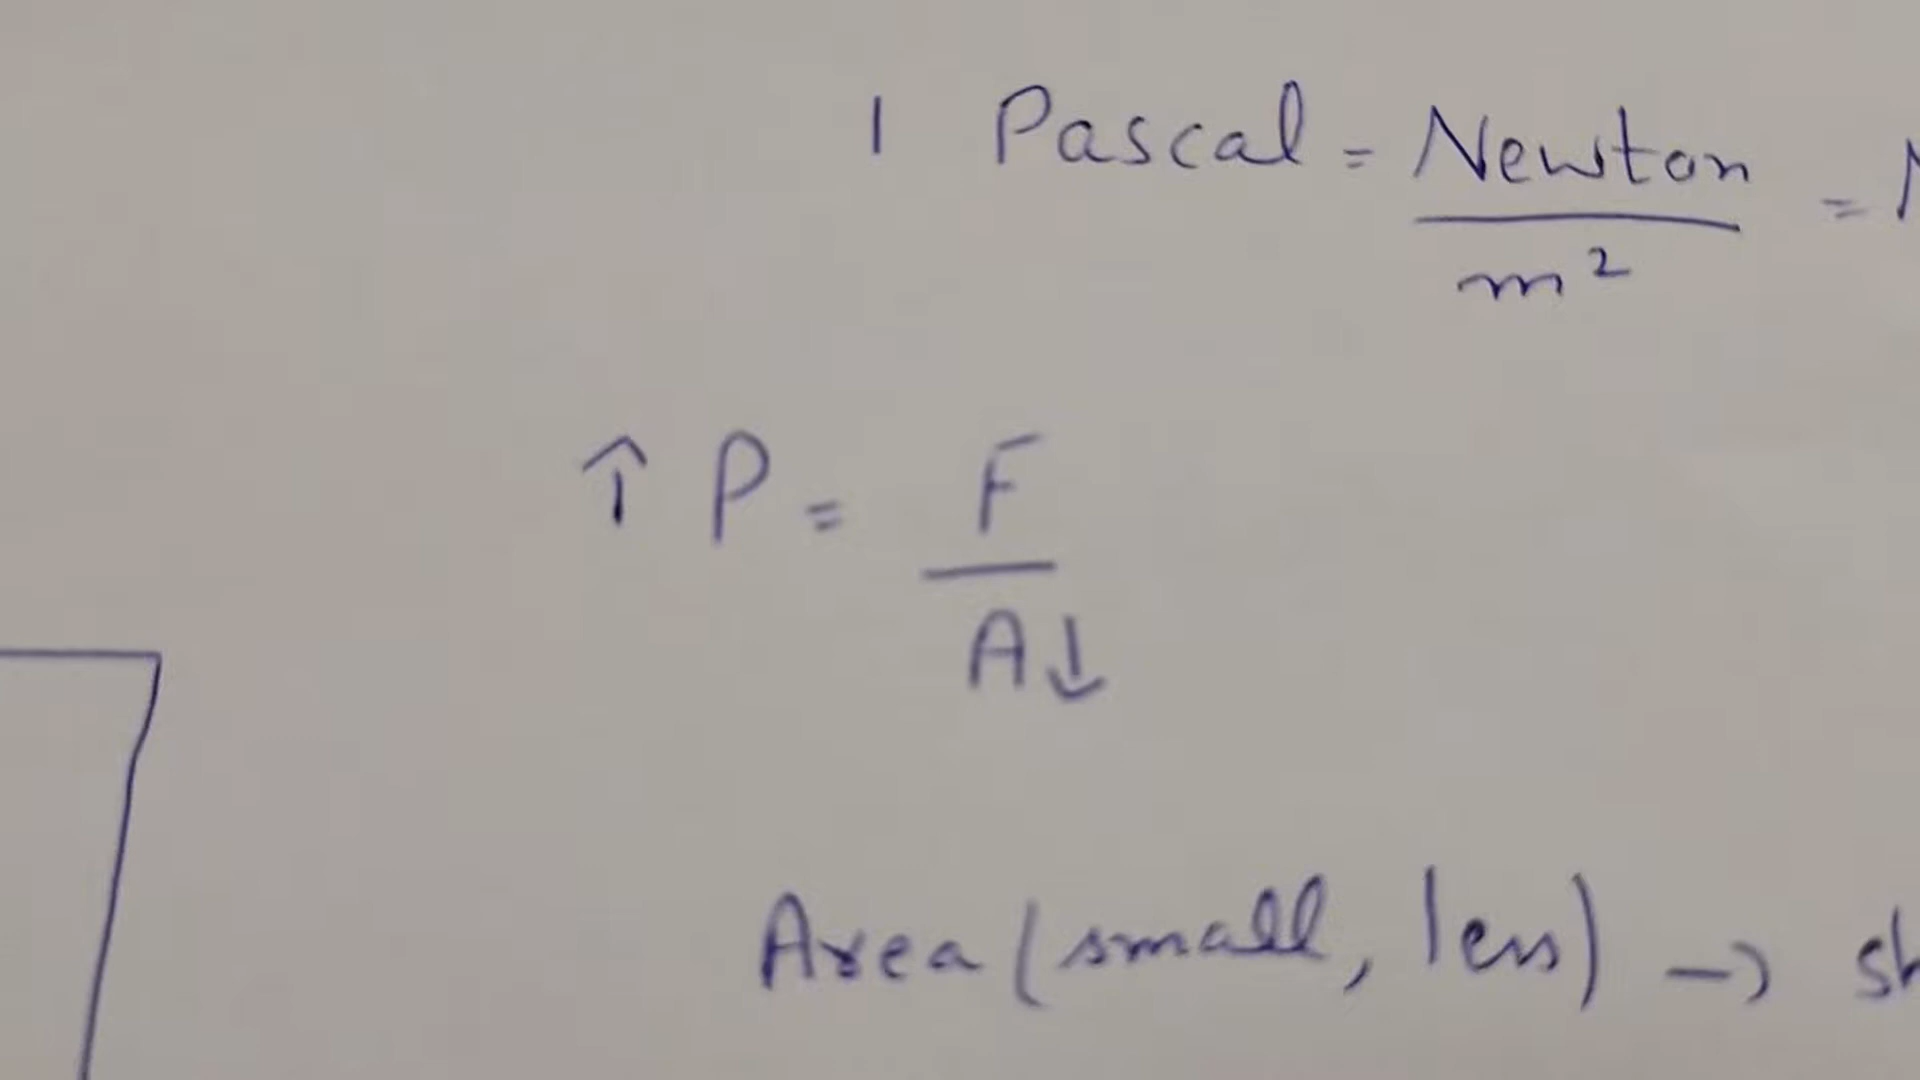 1 Pascal = Newton / m² =
↑ P = F / A↓
Area (small, less) →